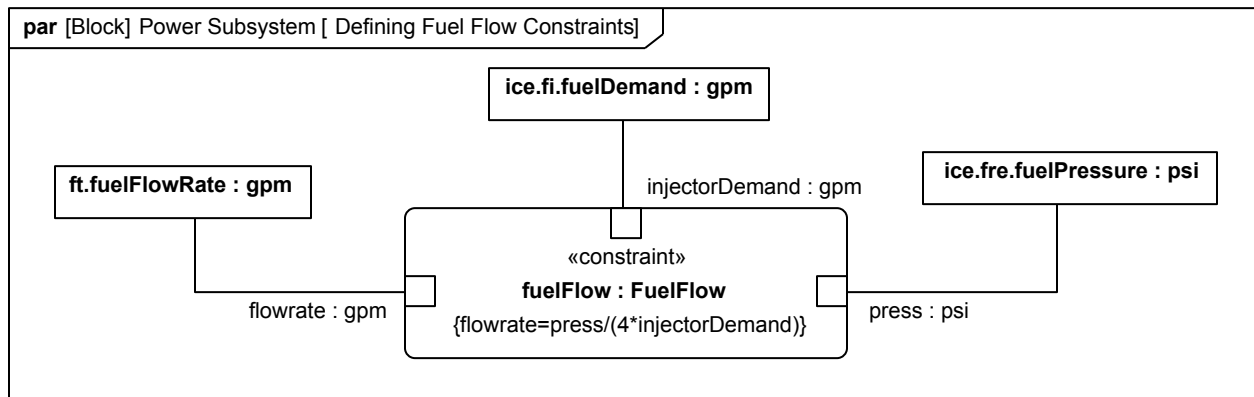 par [Block] Power Subsystem [ Defining Fuel Flow Constraints]
ice.fi.fuelDemand : gpm
ft.fuelFlowRate : gpm
ice.fre.fuelPressure : psi
injectorDemand : gpm
«constraint»
fuelFlow : FuelFlow
flowrate : gpm
press : psi
{flowrate=press/(4*injectorDemand)}